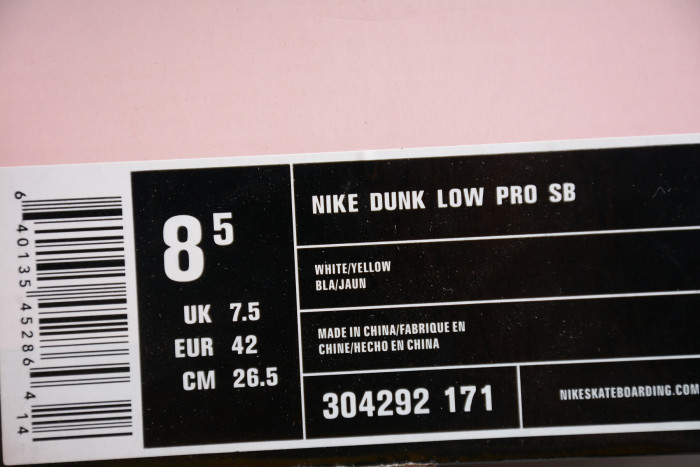 6 40135 45286 4 14
8 5
UK 7.5
EUR 42
CM 26.5
NIKE DUNK LOW PRO SB
WHITE/YELLOW
BLA/JAUN
MADE IN CHINA/FABRIQUE EN
CHINE/HECHO EN CHINA
304292 171
NIKESKATEBOARDING.COM